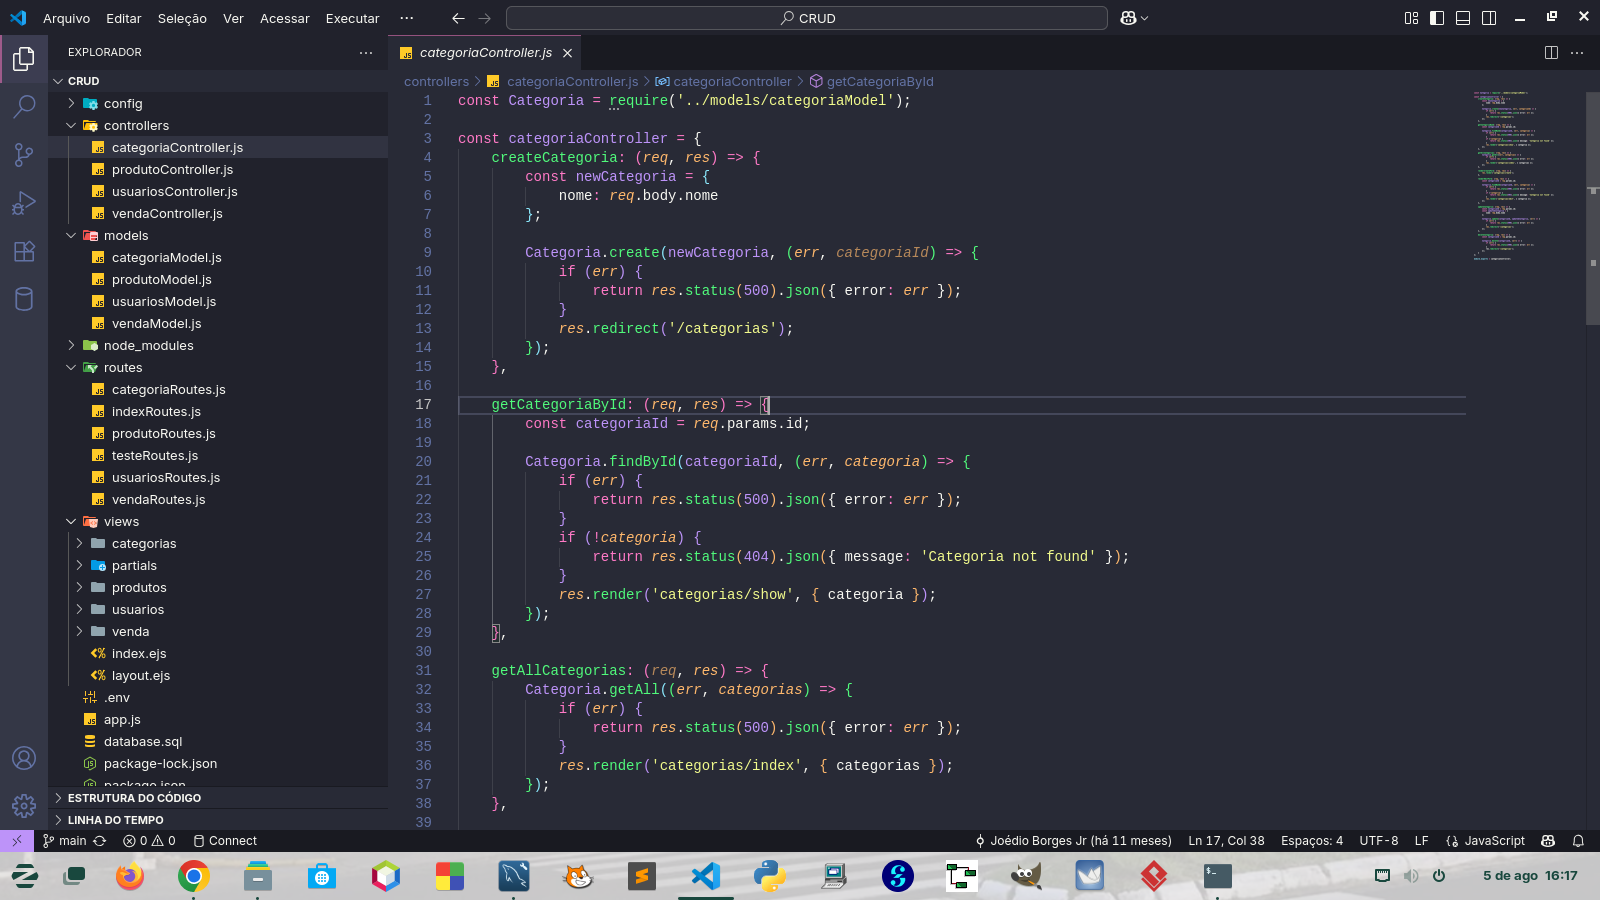 Arquivo Editar Seleção Ver Acessar Executar ··· CRUD
EXPLORADOR ···
CRUD
config
controllers
categoriaController.js
produtoController.js
usuariosController.js
vendaController.js
models
categoriaModel.js
produtoModel.js
usuariosModel.js
vendaModel.js
node_modules
routes
categoriaRoutes.js
indexRoutes.js
produtoRoutes.js
testeRoutes.js
usuariosRoutes.js
vendaRoutes.js
views
categorias
partials
produtos
usuarios
venda
index.ejs
layout.ejs
.env
app.js
database.sql
package-lock.json
package.json
ESTRUTURA DO CÓDIGO
LINHA DO TEMPO
categoriaController.js
controllers > categoriaController.js > categoriaController > getCategoriaById
1 const Categoria = require('../models/categoriaModel');
2
3 const categoriaController = {
4     createCategoria: (req, res) => {
5         const newCategoria = {
6             nome: req.body.nome
7         };
8
9         Categoria.create(newCategoria, (err, categoriaId) => {
10             if (err) {
11                 return res.status(500).json({ error: err });
12             }
13             res.redirect('/categorias');
14         });
15     },
16
17     getCategoriaById: (req, res) => {
18         const categoriaId = req.params.id;
19
20         Categoria.findById(categoriaId, (err, categoria) => {
21             if (err) {
22                 return res.status(500).json({ error: err });
23             }
24             if (!categoria) {
25                 return res.status(404).json({ message: 'Categoria not found' });
26             }
27             res.render('categorias/show', { categoria });
28         });
29     },
30
31     getAllCategorias: (req, res) => {
32         Categoria.getAll((err, categorias) => {
33             if (err) {
34                 return res.status(500).json({ error: err });
35             }
36             res.render('categorias/index', { categorias });
37         });
38     },
39
main 0 0 Connect Joédio Borges Jr (há 11 meses) Ln 17, Col 38 Espaços: 4 UTF-8 LF JavaScript
5 de ago 16:17